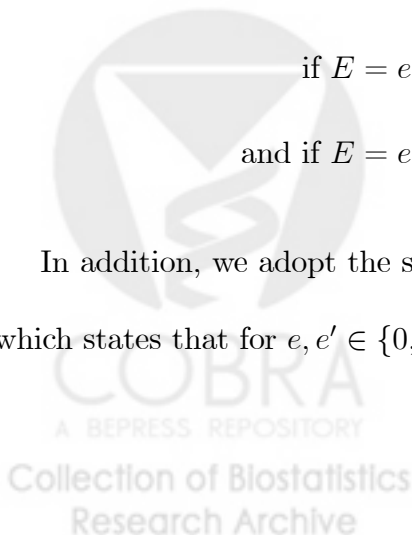 if E = e
and if E = e
In addition, we adopt the s
which states that for e, e′ ∈ {0,
COBRA
A BEPRESS REPOSITORY
Collection of Biostatistics
Research Archive